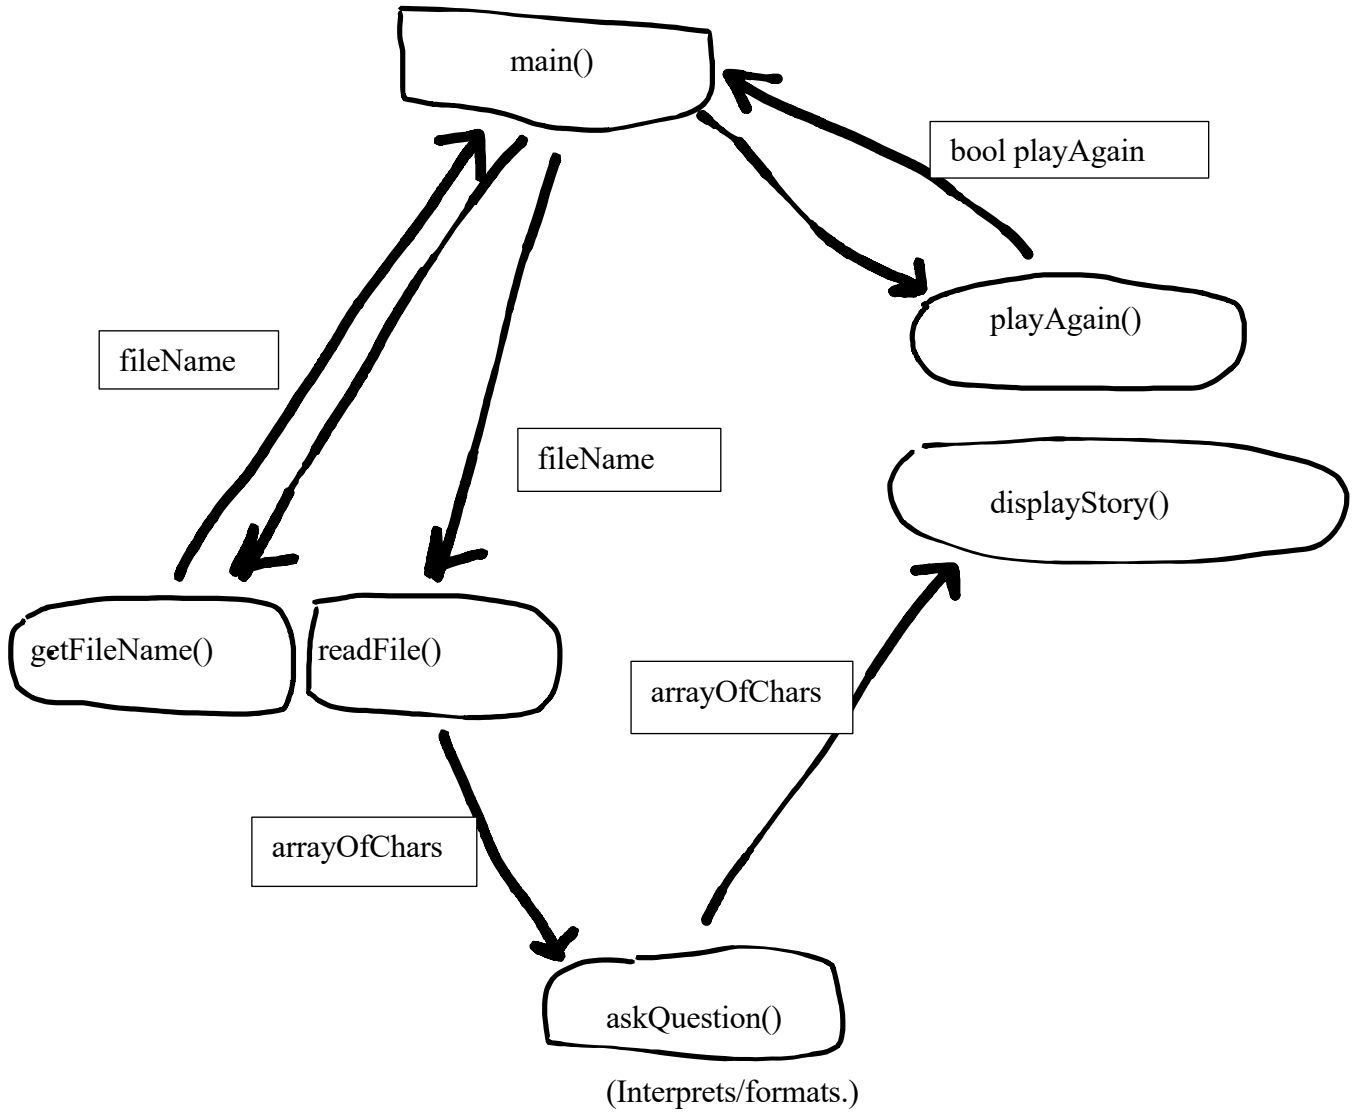 main()
bool playAgain
playAgain()
fileName
fileName
displayStory()
getFileName()
readFile()
arrayOfChars
arrayOfChars
askQuestion()
(Interprets/formats.)